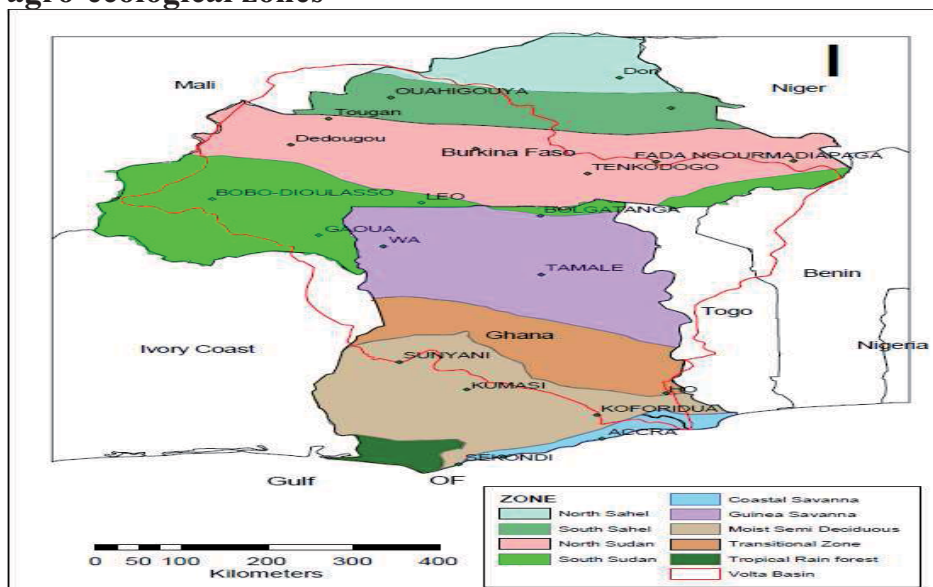 agro-ecological zones
Mali
Dori
Niger
OUAHIGOUYA
Tougan
Dedougou
Burkina Faso
FADA NGOURMADIAPAGA
TENKODOGO
BOBO-DIOULASSO
LEO
BOLGATANGA
GAOUA
WA
TAMALE
Benin
Togo
Ghana
Ivory Coast
Nigeria
SUNYANI
KUMASI
HO
KOFORIDUA
ACCRA
SEKONDI
Gulf OF
ZONE
North Sahel
South Sahel
North Sudan
South Sudan
Coastal Savanna
Guinea Savanna
Moist Semi Deciduous
Transitional Zone
Tropical Rain forest
Volta Basin
0 50 100 200 300 400
Kilometers